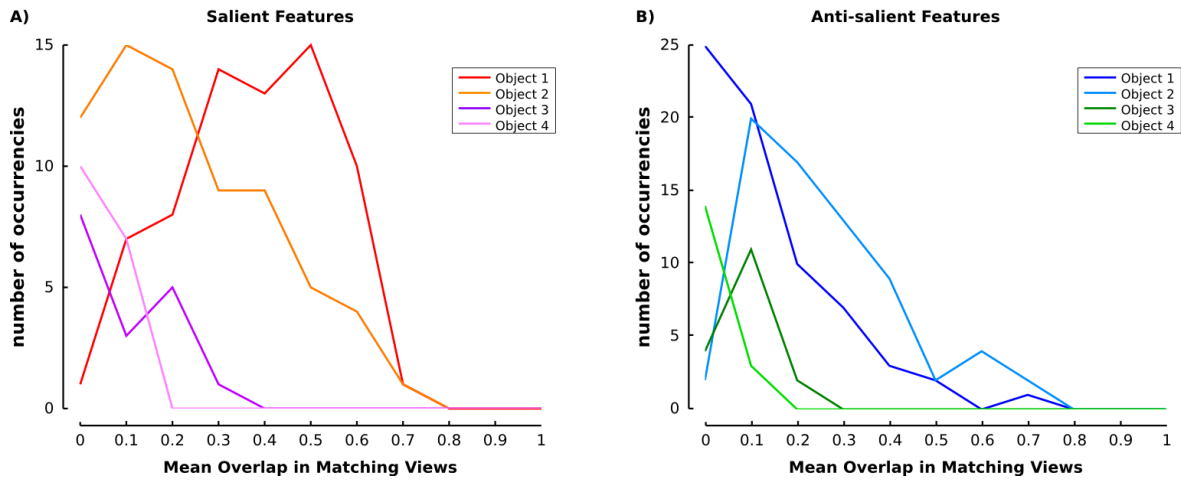 A)
Salient Features
number of occurrencies
15
10
5
0
Object 1
Object 2
Object 3
Object 4
0 0.1 0.2 0.3 0.4 0.5 0.6 0.7 0.8 0.9 1
Mean Overlap in Matching Views
B)
Anti-salient Features
number of occurrencies
25
20
15
10
5
0
Object 1
Object 2
Object 3
Object 4
0 0.1 0.2 0.3 0.4 0.5 0.6 0.7 0.8 0.9 1
Mean Overlap in Matching Views